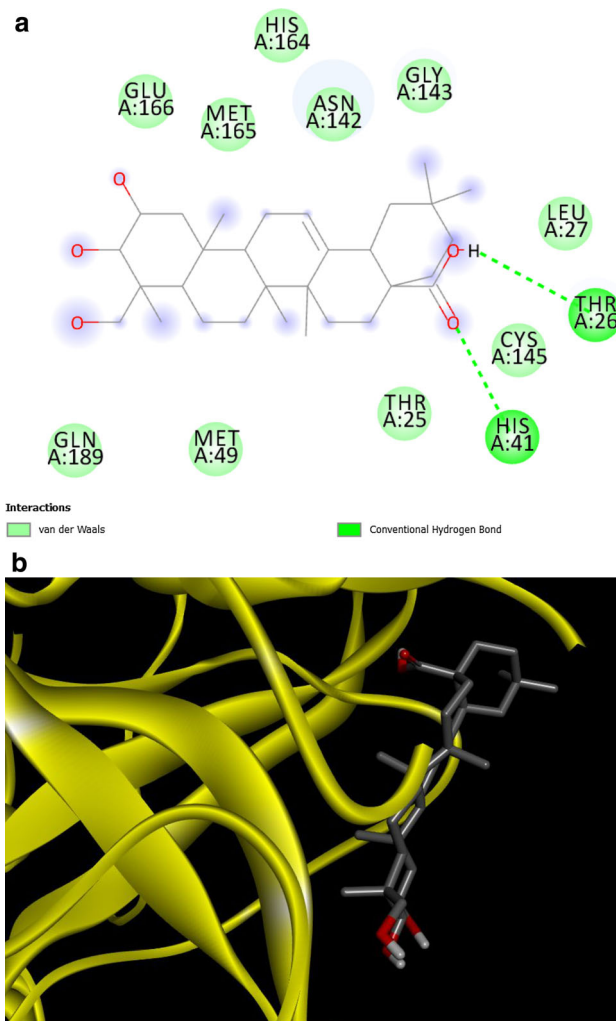 a
HIS
A:164
GLU
A:166
MET
A:165
ASN
A:142
GLY
A:143
O
O
O
O H
O
LEU
A:27
THR
A:26
CYS
A:145
THR
A:25
HIS
A:41
GLN
A:189
MET
A:49
Interactions
van der Waals
Conventional Hydrogen Bond
b